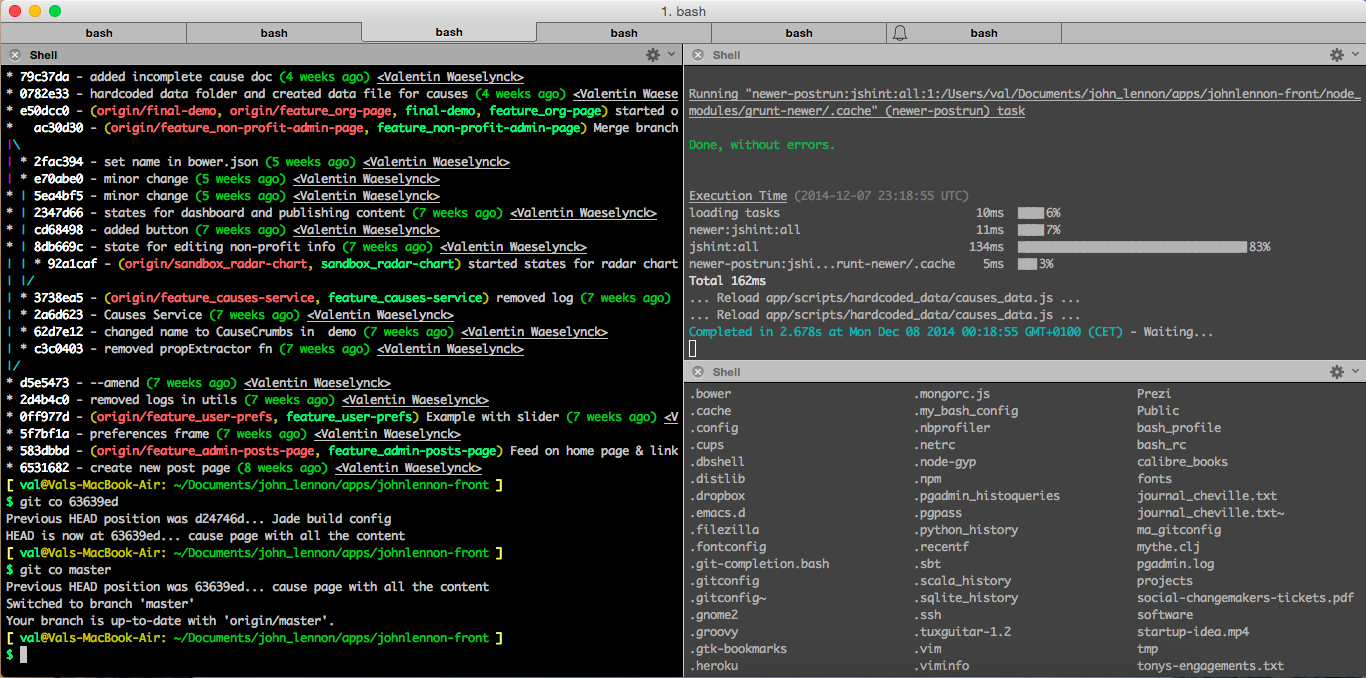 1. bash
bash bash bash bash bash bash
Shell
* 79c37da - added incomplete cause doc (4 weeks ago) <Valentin Waeselynck>
* 0782e33 - hardcoded data folder and created data file for causes (4 weeks ago) <Valentin Waese
* e50dcc0 - (origin/final-demo, origin/feature_org-page, final-demo, feature_org-page) started o
*   ac30d30 - (origin/feature_non-profit-admin-page, feature_non-profit-admin-page) Merge branch
|\
| * 2fac394 - set name in bower.json (5 weeks ago) <Valentin Waeselynck>
| * e70abe0 - minor change (5 weeks ago) <Valentin Waeselynck>
* | 5ea4bf5 - minor change (5 weeks ago) <Valentin Waeselynck>
* | 2347d66 - states for dashboard and publishing content (7 weeks ago) <Valentin Waeselynck>
* | cd68498 - added button (7 weeks ago) <Valentin Waeselynck>
* | 8db669c - state for editing non-profit info (7 weeks ago) <Valentin Waeselynck>
| | * 92a1caf - (origin/sandbox_radar-chart, sandbox_radar-chart) started states for radar chart
| |/
| * 3738ea5 - (origin/feature_causes-service, feature_causes-service) removed log (7 weeks ago)
| * 2a6d623 - Causes Service (7 weeks ago) <Valentin Waeselynck>
| * 62d7e12 - changed name to CauseCrumbs in  demo (7 weeks ago) <Valentin Waeselynck>
| * c3c0403 - removed propExtractor fn (7 weeks ago) <Valentin Waeselynck>
|/
* d5e5473 - --amend (7 weeks ago) <Valentin Waeselynck>
* 2d4b4c0 - removed logs in utils (7 weeks ago) <Valentin Waeselynck>
* 0ff977d - (origin/feature_user-prefs, feature_user-prefs) Example with slider (7 weeks ago) <V
* 5f7bf1a - preferences frame (7 weeks ago) <Valentin Waeselynck>
* 583dbbd - (origin/feature_admin-posts-page, feature_admin-posts-page) Feed on home page & link
* 6531682 - create new post page (8 weeks ago) <Valentin Waeselynck>
[ val@Vals-MacBook-Air: ~/Documents/john_lennon/apps/johnlennon-front ]
$ git co 63639ed
Previous HEAD position was d24746d... Jade build config
HEAD is now at 63639ed... cause page with all the content
[ val@Vals-MacBook-Air: ~/Documents/john_lennon/apps/johnlennon-front ]
$ git co master
Previous HEAD position was 63639ed... cause page with all the content
Switched to branch 'master'
Your branch is up-to-date with 'origin/master'.
[ val@Vals-MacBook-Air: ~/Documents/john_lennon/apps/johnlennon-front ]
$
Shell
Running "newer-postrun:jshint:all:1:/Users/val/Documents/john_lennon/apps/johnlennon-front/node_
modules/grunt-newer/.cache" (newer-postrun) task
Done, without errors.
Execution Time (2014-12-07 23:18:55 UTC)
loading tasks 10ms 6%
newer:jshint:all 11ms 7%
jshint:all 134ms 83%
newer-postrun:jshi...runt-newer/.cache 5ms 3%
Total 162ms
... Reload app/scripts/hardcoded_data/causes_data.js ...
... Reload app/scripts/hardcoded_data/causes_data.js ...
Completed in 2.678s at Mon Dec 08 2014 00:18:55 GMT+0100 (CET) - Waiting...
Shell
.bower .mongorc.js Prezi
.cache .my_bash_config Public
.config .nbprofiler bash_profile
.cups .netrc bash_rc
.dbshell .node-gyp calibre_books
.distlib .npm fonts
.dropbox .pgadmin_histoqueries journal_cheville.txt
.emacs.d .pgpass journal_cheville.txt~
.filezilla .python_history ma_gitconfig
.fontconfig .recentf mythe.clj
.git-completion.bash .sbt pgadmin.log
.gitconfig .scala_history projects
.gitconfig~ .sqlite_history social-changemakers-tickets.pdf
.gnome2 .ssh software
.groovy .tuxguitar-1.2 startup-idea.mp4
.gtk-bookmarks .vim tmp
.heroku .viminfo tonys-engagements.txt